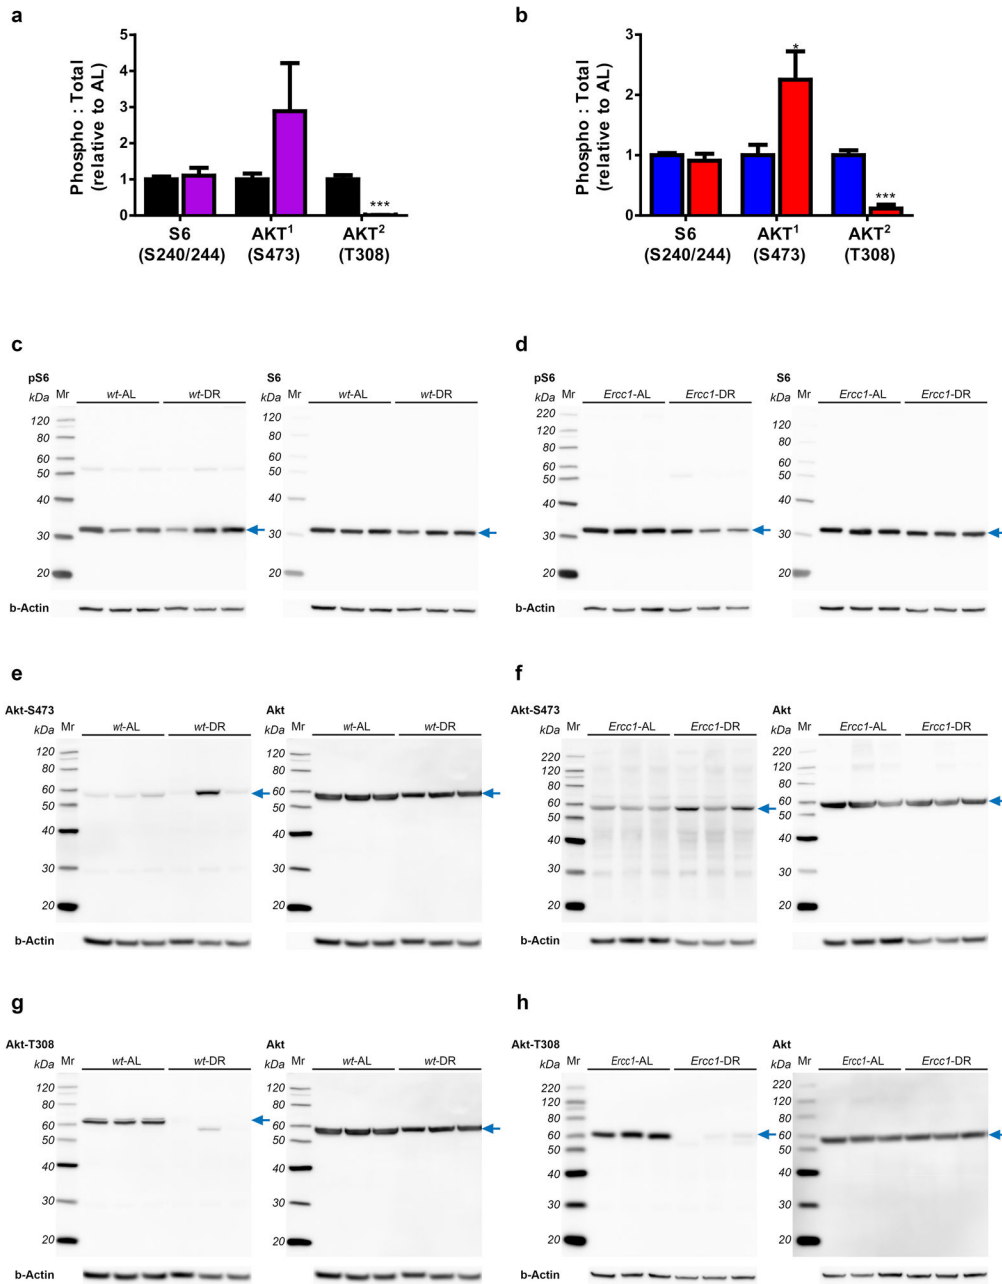 a
5
4
3
2
1
0
Phospho : Total
(relative to AL)
***
S6 AKT¹ AKT²
(S240/244) (S473) (T308)
b
3
2
1
0
Phospho : Total
(relative to AL)
*
***
S6 AKT¹ AKT²
(S240/244) (S473) (T308)
c
pS6
kDa Mr wt-AL wt-DR
120
80
60
50
40
30
20
S6
kDa Mr wt-AL wt-DR
120
80
60
50
40
30
20
b-Actin
d
pS6
kDa Mr Ercc1-AL Ercc1-DR
220
120
80
60
50
40
30
20
S6
kDa Mr Ercc1-AL Ercc1-DR
220
120
80
60
50
40
30
20
b-Actin
e
Akt-S473
kDa Mr wt-AL wt-DR
120
80
60
50
40
30
20
Akt
kDa Mr wt-AL wt-DR
120
80
60
50
40
30
20
b-Actin
f
Akt-S473
kDa Mr Ercc1-AL Ercc1-DR
220
120
80
60
50
40
30
20
Akt
kDa Mr Ercc1-AL Ercc1-DR
220
120
80
60
50
40
30
20
b-Actin
g
Akt-T308
kDa Mr wt-AL wt-DR
120
80
60
50
40
30
20
Akt
kDa Mr wt-AL wt-DR
120
80
60
50
40
30
20
b-Actin
h
Akt-T308
kDa Mr Ercc1-AL Ercc1-DR
220
120
80
60
50
40
30
20
Akt
kDa Mr Ercc1-AL Ercc1-DR
220
120
80
60
50
40
30
20
b-Actin